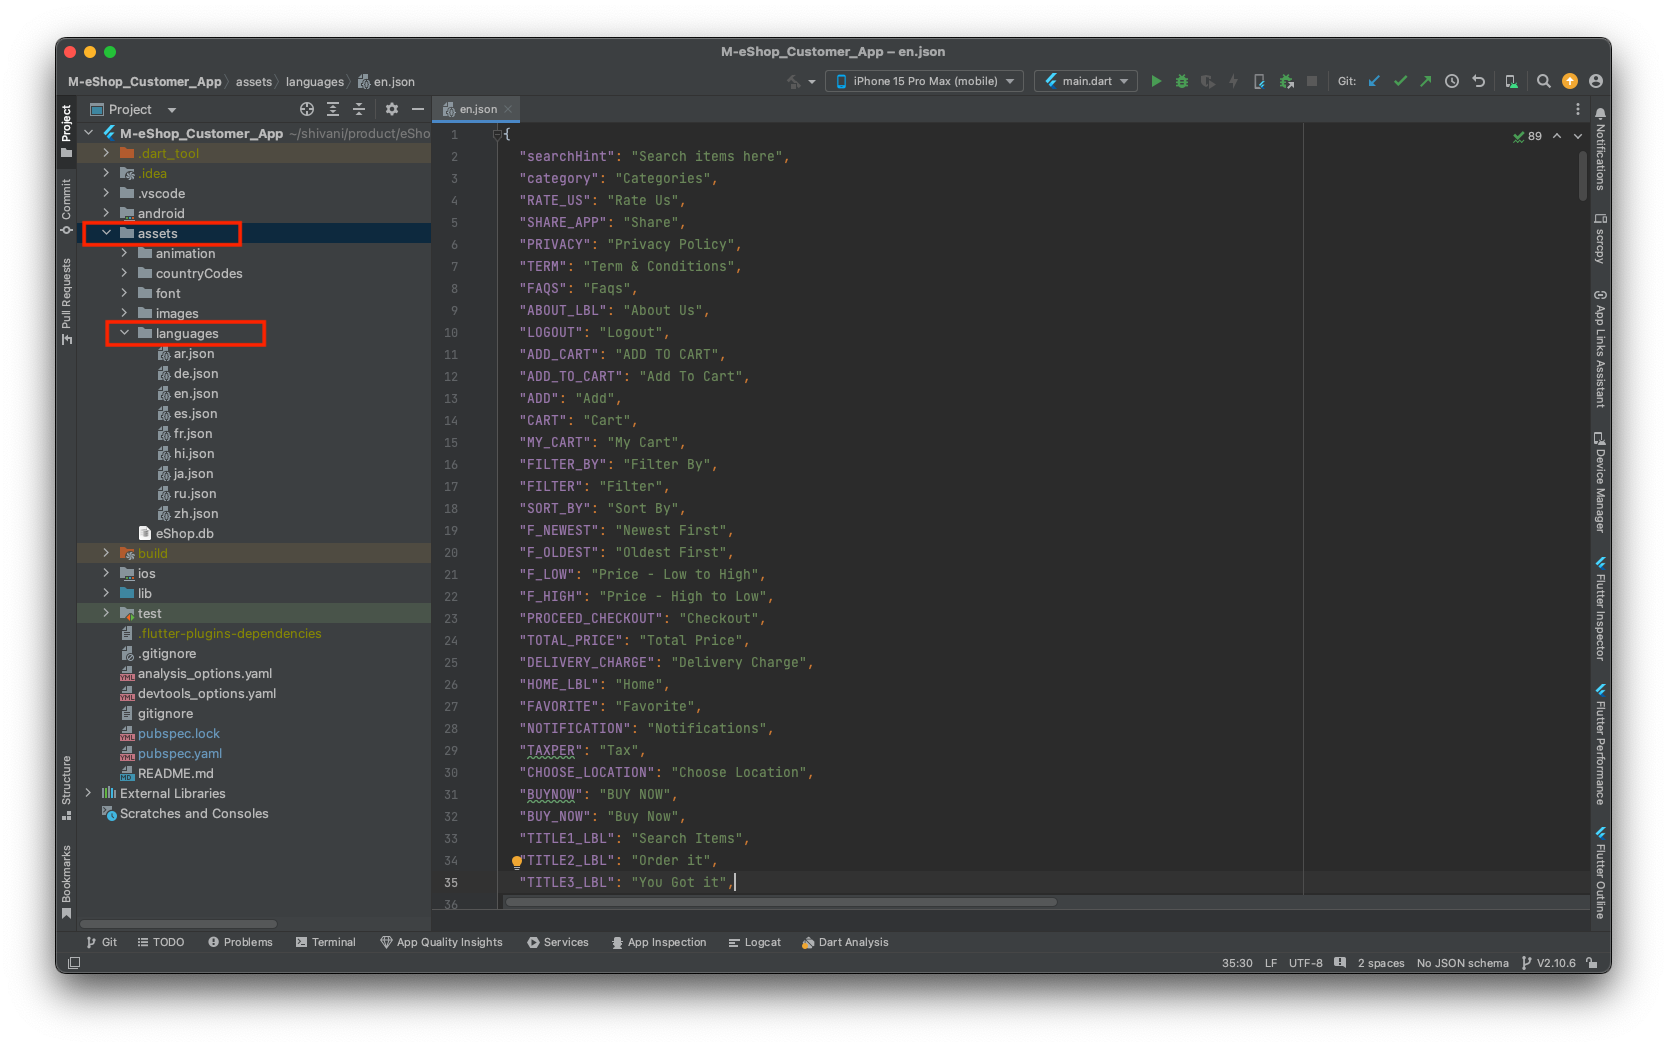 M-eShop_Customer_App – en.json
M-eShop_Customer_App
assets
languages
en.json
iPhone 15 Pro Max (mobile)
main.dart
Git:
Project
en.json
M-eShop_Customer_App ~/shivani/product/eSho
.dart_tool
.idea
.vscode
android
assets
animation
countryCodes
font
images
languages
ar.json
de.json
en.json
es.json
fr.json
hi.json
ja.json
ru.json
zh.json
eShop.db
build
ios
lib
test
.flutter-plugins-dependencies
.gitignore
analysis_options.yaml
devtools_options.yaml
gitignore
pubspec.lock
pubspec.yaml
README.md
External Libraries
Scratches and Consoles
Project
Commit
Pull Requests
Structure
Bookmarks
89
1 {
2 "searchHint": "Search items here",
3 "category": "Categories",
4 "RATE_US": "Rate Us",
5 "SHARE_APP": "Share",
6 "PRIVACY": "Privacy Policy",
7 "TERM": "Term & Conditions",
8 "FAQS": "Faqs",
9 "ABOUT_LBL": "About Us",
10 "LOGOUT": "Logout",
11 "ADD_CART": "ADD TO CART",
12 "ADD_TO_CART": "Add To Cart",
13 "ADD": "Add",
14 "CART": "Cart",
15 "MY_CART": "My Cart",
16 "FILTER_BY": "Filter By",
17 "FILTER": "Filter",
18 "SORT_BY": "Sort By",
19 "F_NEWEST": "Newest First",
20 "F_OLDEST": "Oldest First",
21 "F_LOW": "Price - Low to High",
22 "F_HIGH": "Price - High to Low",
23 "PROCEED_CHECKOUT": "Checkout",
24 "TOTAL_PRICE": "Total Price",
25 "DELIVERY_CHARGE": "Delivery Charge",
26 "HOME_LBL": "Home",
27 "FAVORITE": "Favorite",
28 "NOTIFICATION": "Notifications",
29 "TAXPER": "Tax",
30 "CHOOSE_LOCATION": "Choose Location",
31 "BUYNOW": "BUY NOW",
32 "BUY_NOW": "Buy Now",
33 "TITLE1_LBL": "Search Items",
34 "TITLE2_LBL": "Order it",
35 "TITLE3_LBL": "You Got it",
36
Notifications
scrcpy
App Links Assistant
Device Manager
Flutter Inspector
Flutter Performance
Flutter Outline
Git
TODO
Problems
Terminal
App Quality Insights
Services
App Inspection
Logcat
Dart Analysis
35:30 LF UTF-8 2 spaces No JSON schema V2.10.6